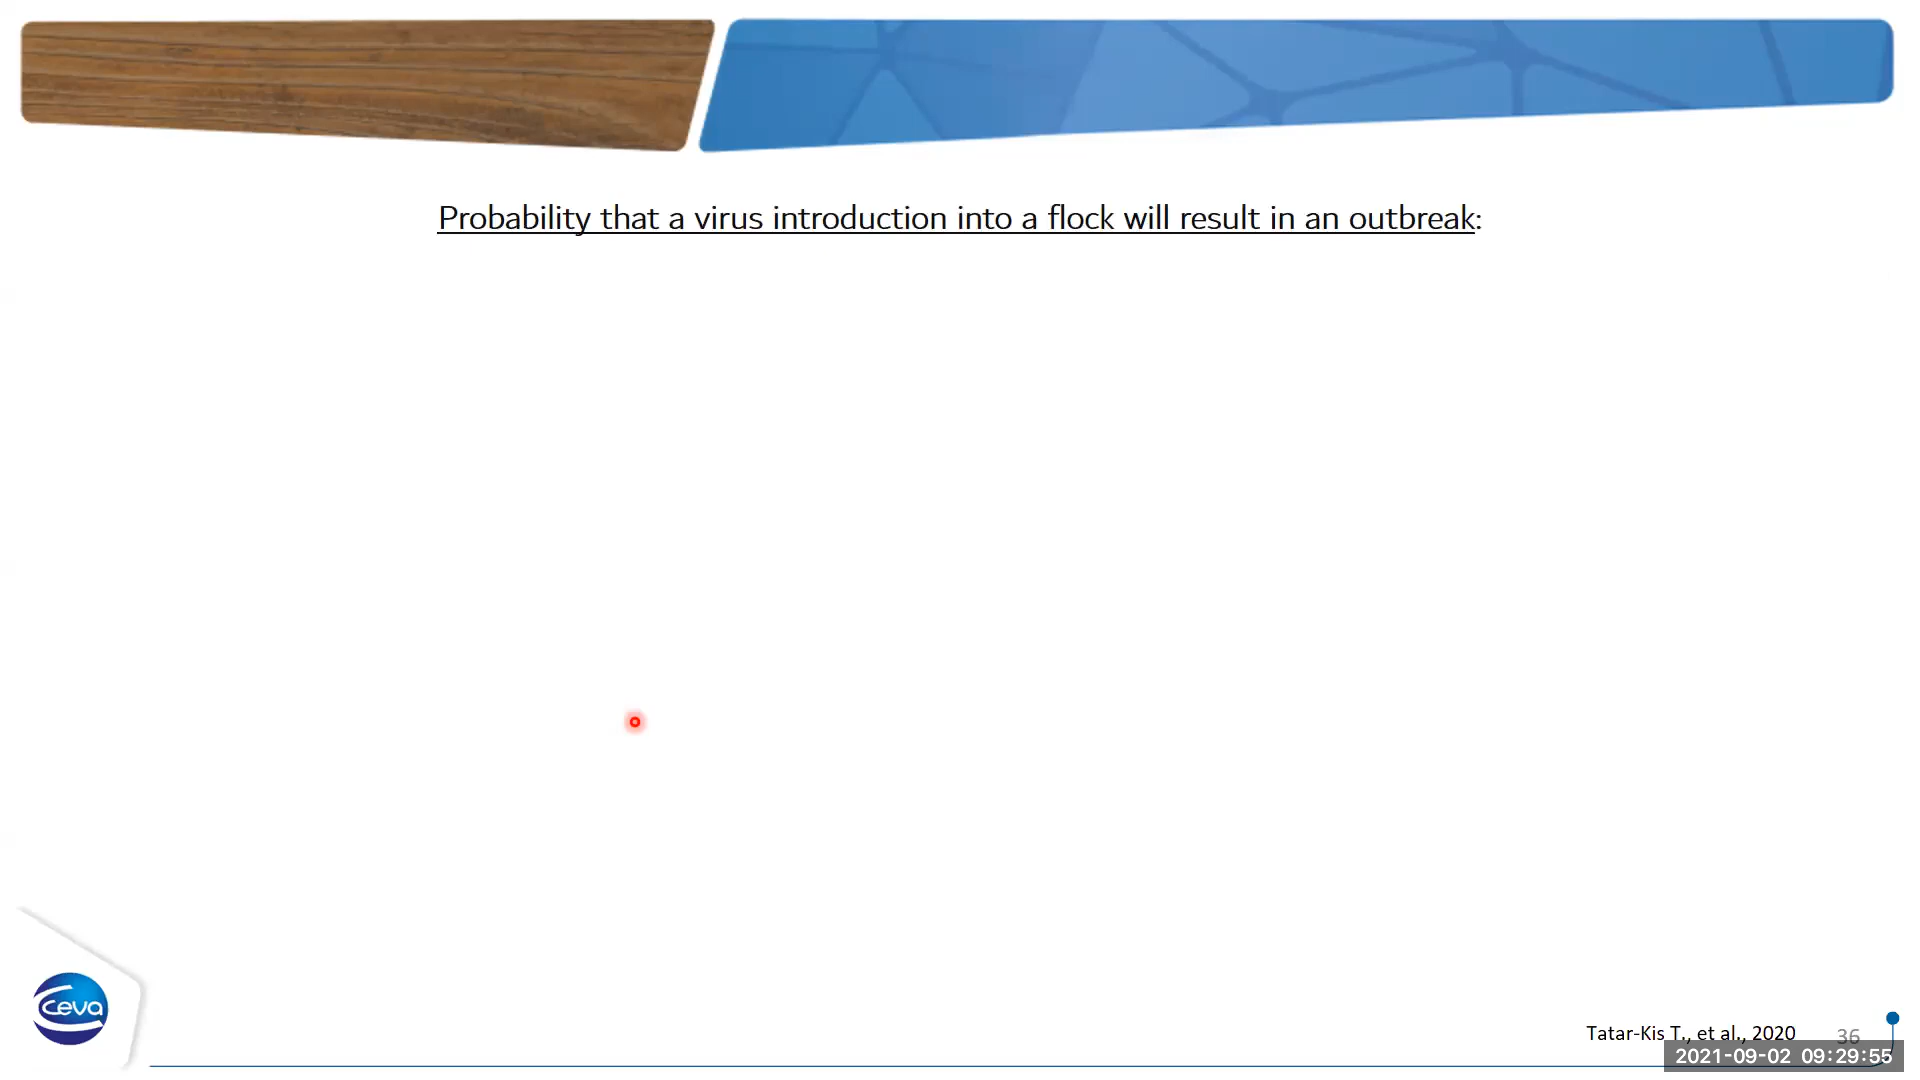 Probability that a virus introduction into a flock will result in an outbreak:
ceva
Tatar-Kis T., et al., 2020
36
2021-09-02 09:29:55